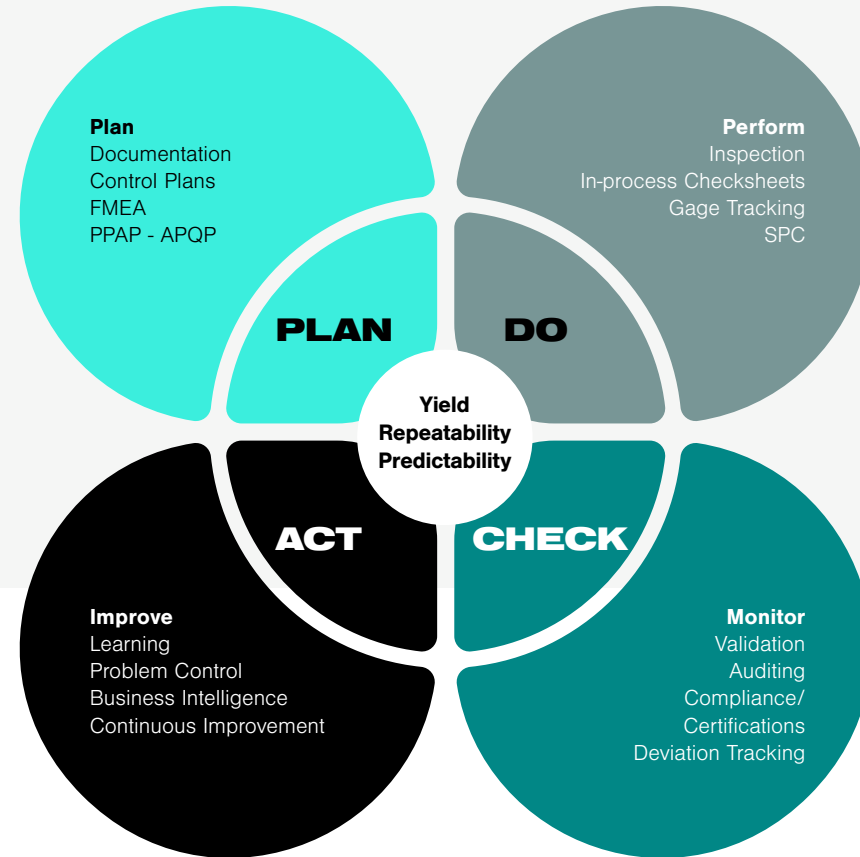 Plan
Documentation
Control Plans
FMEA
PPAP - APQP
Perform
Inspection
In-process Checksheets
Gage Tracking
SPC
PLAN
DO
Yield
Repeatability
Predictability
ACT
CHECK
Improve
Learning
Problem Control
Business Intelligence
Continuous Improvement
Monitor
Validation
Auditing
Compliance/
Certifications
Deviation Tracking